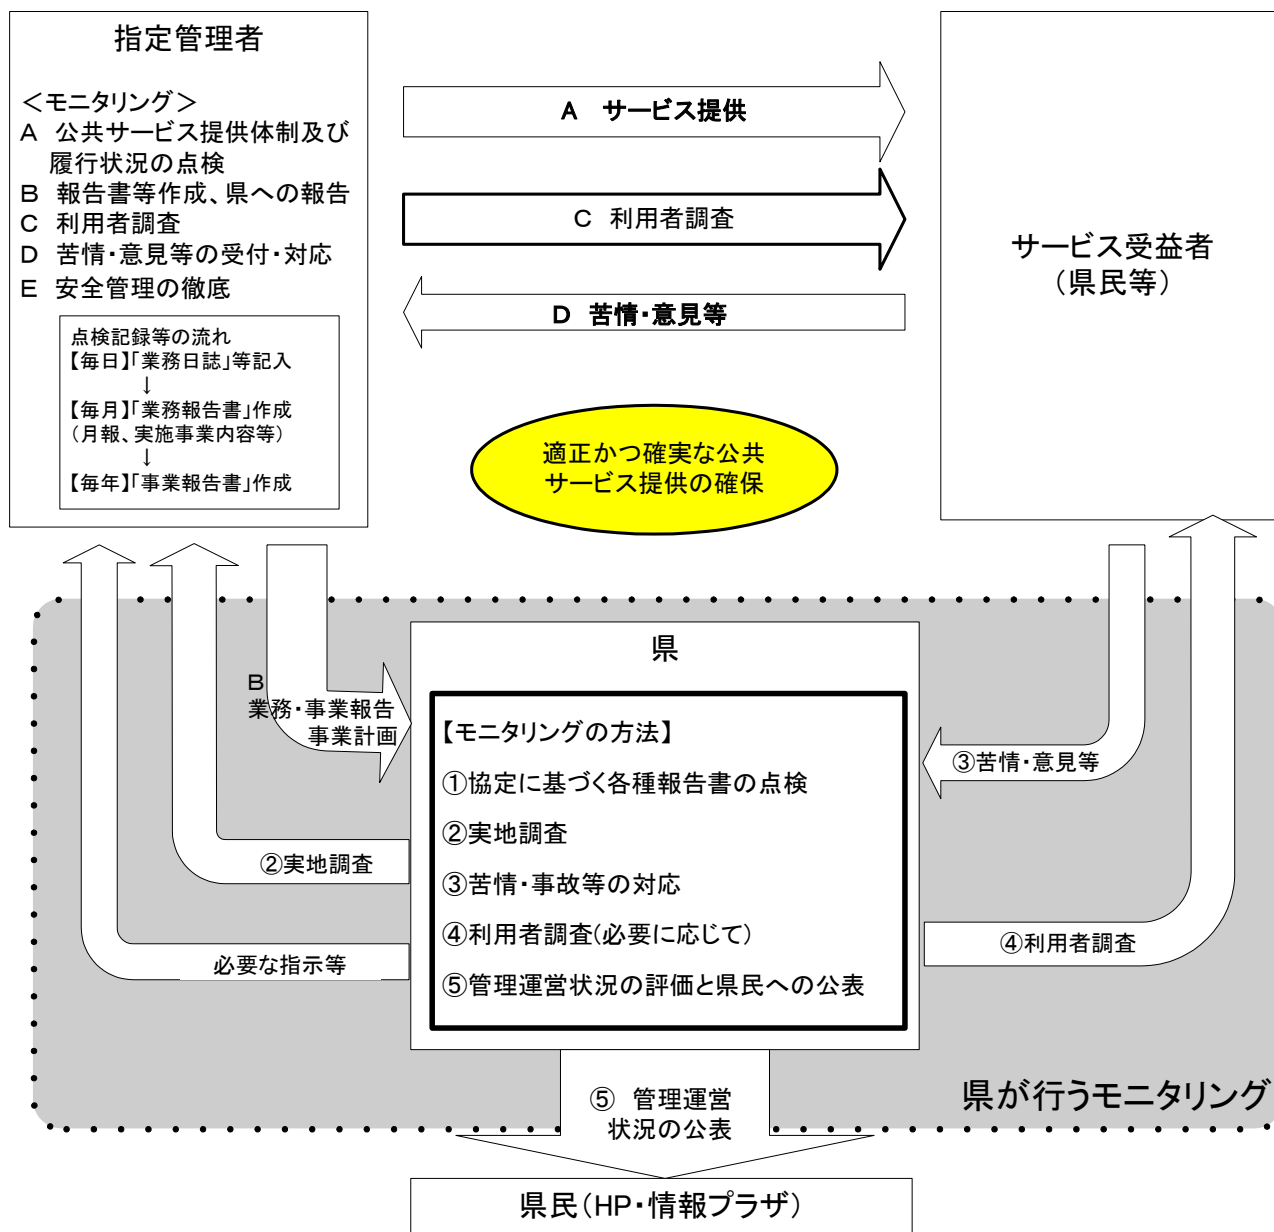 指定管理者
＜モニタリング＞
A 公共サービス提供体制及び
履行状況の点検
B 報告書等作成、県への報告
C 利用者調査
D 苦情・意見等の受付・対応
E 安全管理の徹底
点検記録等の流れ
【毎日】「業務日誌」等記入
↓
【毎月】「業務報告書」作成
（月報、実施事業内容等）
↓
【毎年】「事業報告書」作成
A サービス提供
C 利用者調査
D 苦情・意見等
サービス受益者
（県民等）
適正かつ確実な公共
サービス提供の確保
県
【モニタリングの方法】
①協定に基づく各種報告書の点検
②実地調査
③苦情・事故等の対応
④利用者調査(必要に応じて)
⑤管理運営状況の評価と県民への公表
B
業務・事業報告
事業計画
②実地調査
必要な指示等
③苦情・意見等
④利用者調査
県が行うモニタリング
⑤ 管理運営
状況の公表
県民（HP・情報プラザ）